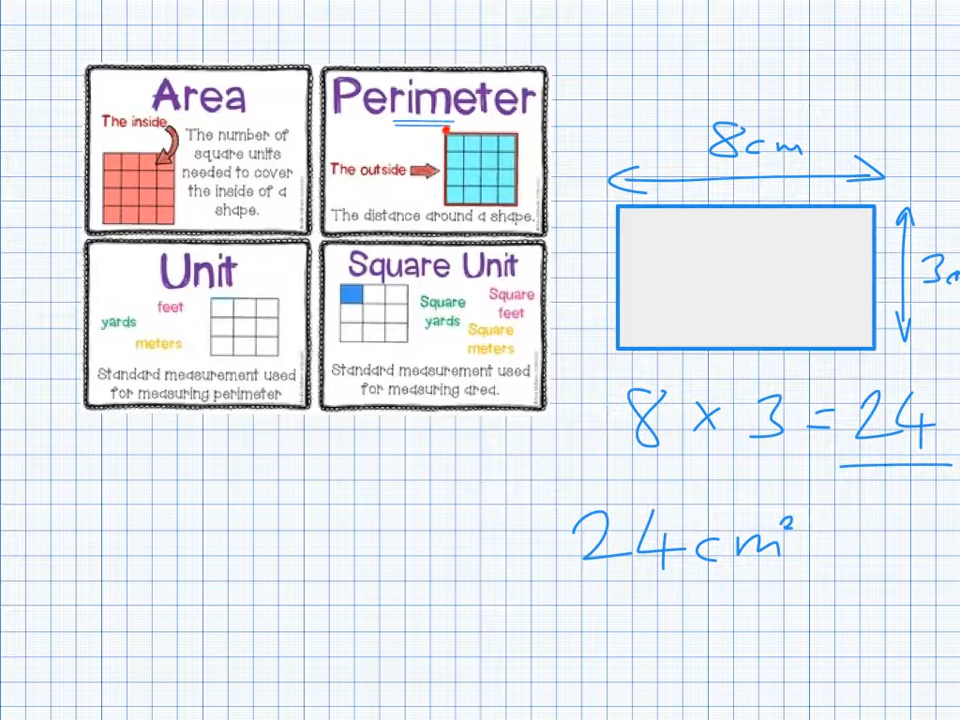 Area
The inside
The number of
square units
needed to cover
the inside of a
shape.
Perimeter
The outside
The distance around a shape.
Unit
feet
yards
meters
Standard measurement used
for measuring perimeter
Square Unit
Square
yards
Square
feet
Square
meters
Standard measurement used
for measuring area.
8cm
3c
8 x 3 = 24
24cm²